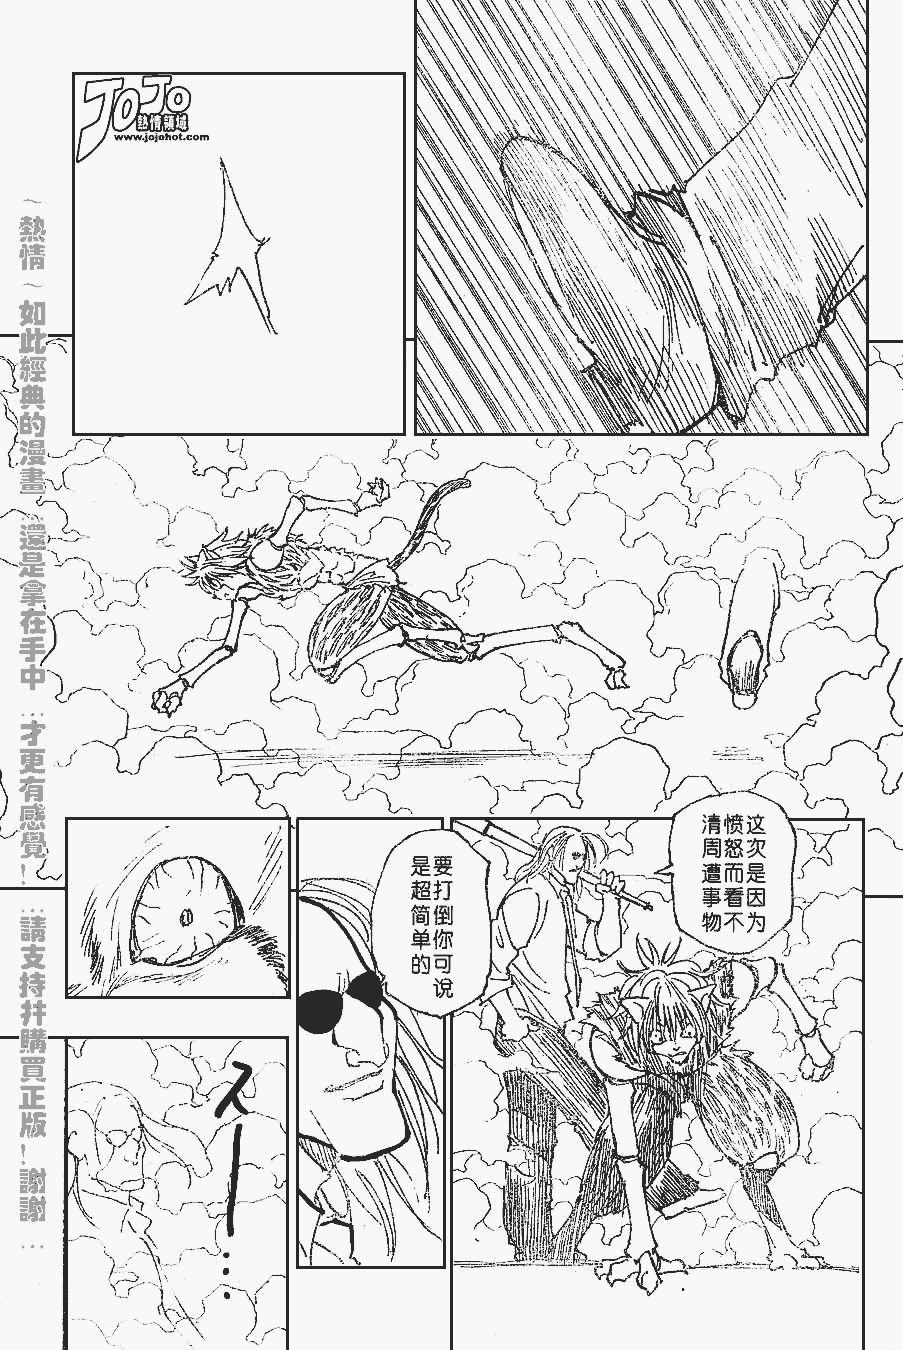 JOJO
熱情領域
www.jojohot.com
～熱情～如此經典的漫畫…還是拿在手中…才更有感覺！…請支持并購買正版！謝謝…
这次是因为
愤怒而看不
清周遭事物
要打倒你可说
是超简单的
スー…